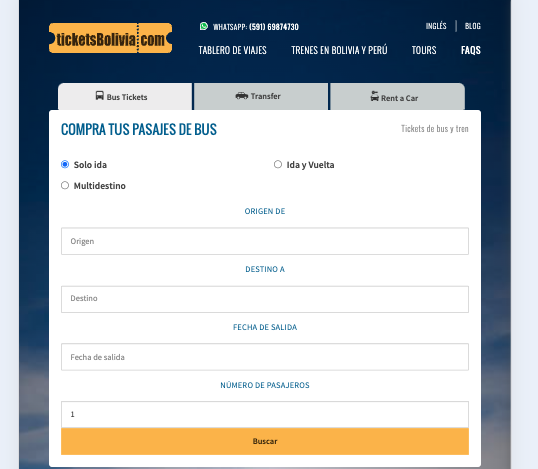 ticketsBolivia.com
WHATSAPP: (591) 69874730
INGLÉS
BLOG
TABLERO DE VIAJES
TRENES EN BOLIVIA Y PERÚ
TOURS
FAQS
Bus Tickets
Transfer
Rent a Car
COMPRA TUS PASAJES DE BUS
Tickets de bus y tren
Solo ida
Ida y Vuelta
Multidestino
ORIGEN DE
Origen
DESTINO A
Destino
FECHA DE SALIDA
Fecha de salida
NÚMERO DE PASAJEROS
1
Buscar